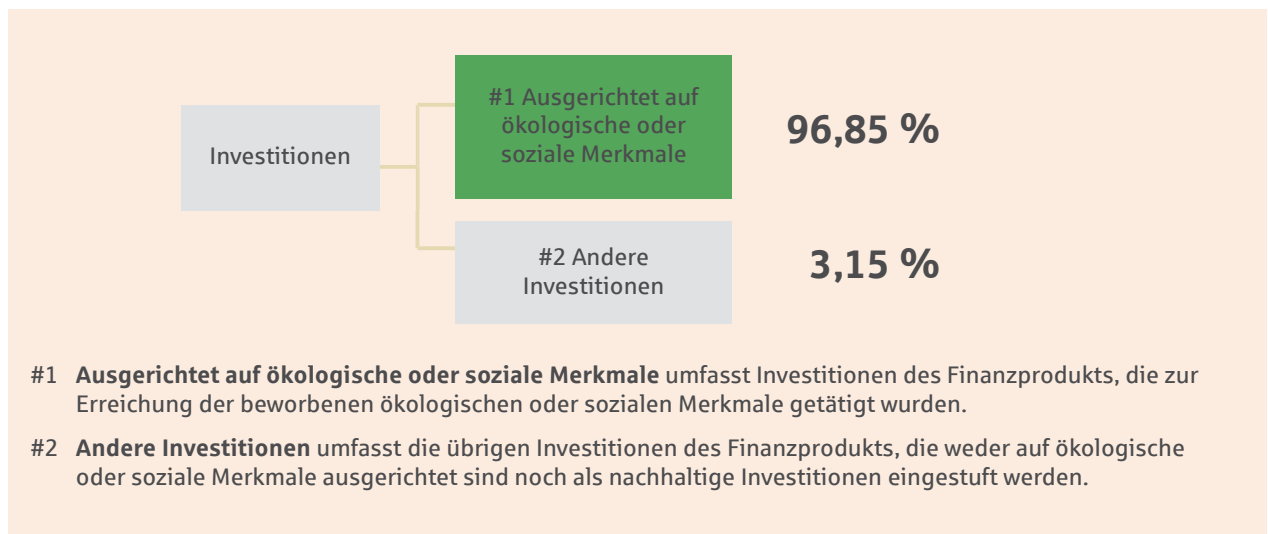 Investitionen
#1 Ausgerichtet auf
ökologische oder
soziale Merkmale
96,85 %
#2 Andere
Investitionen
3,15 %
#1 Ausgerichtet auf ökologische oder soziale Merkmale umfasst Investitionen des Finanzprodukts, die zur
Erreichung der beworbenen ökologischen oder sozialen Merkmale getätigt wurden.
#2 Andere Investitionen umfasst die übrigen Investitionen des Finanzprodukts, die weder auf ökologische
oder soziale Merkmale ausgerichtet sind noch als nachhaltige Investitionen eingestuft werden.